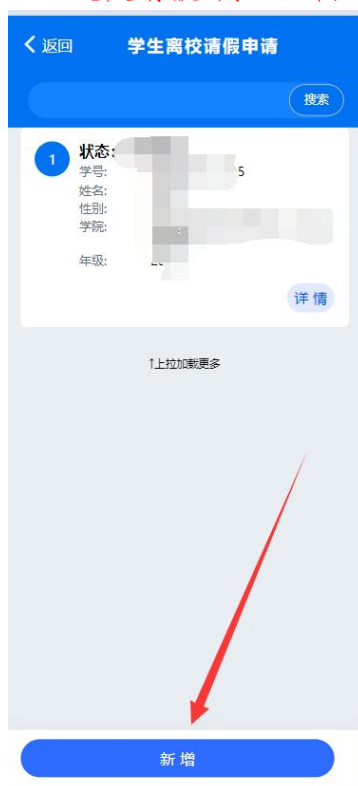 返回 学生离校请假申请
搜索
1 状态:
学号: 5
姓名:
性别:
学院:
年级:
详情
↑上拉加载更多
新增